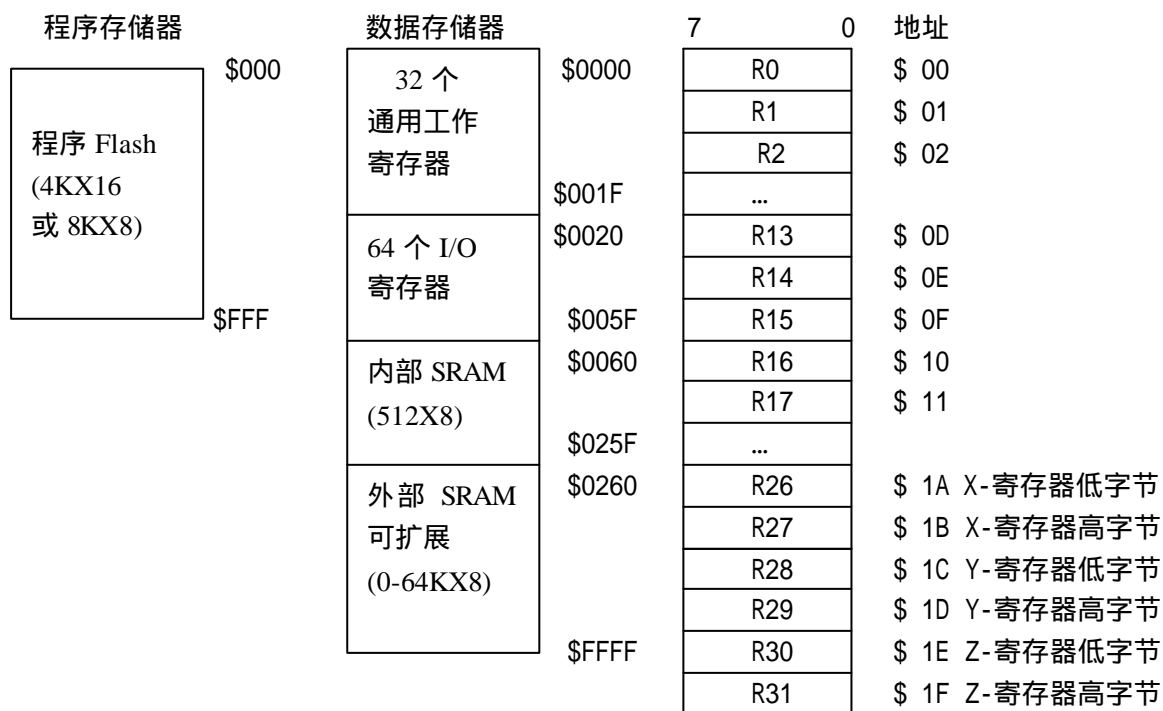 程序存储器
$000
程序 Flash
(4KX16
或 8KX8)
$FFF
数据存储器
32 个
通用工作
寄存器
$0000
$001F
64 个 I/O
寄存器
$0020
$005F
内部 SRAM
(512X8)
$0060
$025F
外部 SRAM
可扩展
(0-64KX8)
$0260
$FFFF
7 0 地址
R0 $ 00
R1 $ 01
R2 $ 02
…
R13 $ 0D
R14 $ 0E
R15 $ 0F
R16 $ 10
R17 $ 11
…
R26 $ 1A X-寄存器低字节
R27 $ 1B X-寄存器高字节
R28 $ 1C Y-寄存器低字节
R29 $ 1D Y-寄存器高字节
R30 $ 1E Z-寄存器低字节
R31 $ 1F Z-寄存器高字节